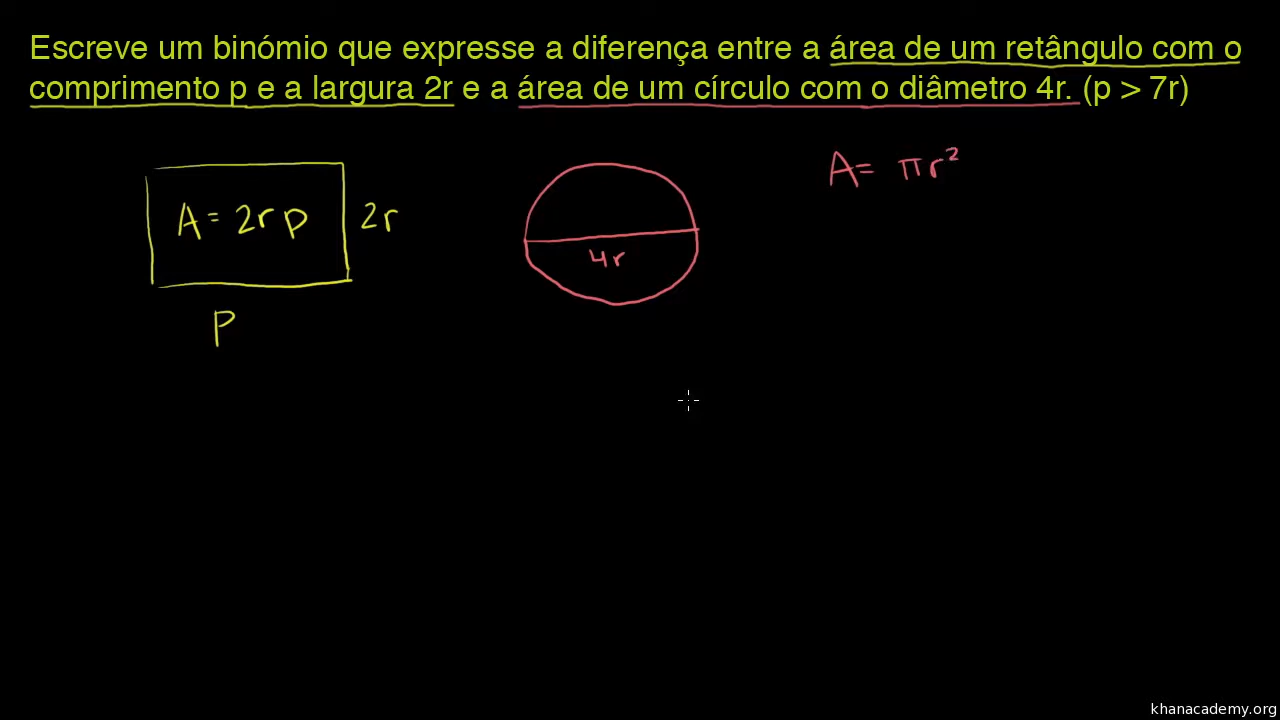 Escreve um binómio que expresse a diferença entre a área de um retângulo com o
comprimento p e a largura 2r e a área de um círculo com o diâmetro 4r. (p > 7r)
A = πr²
A = 2rp
2r
4r
P
khanacademy.org